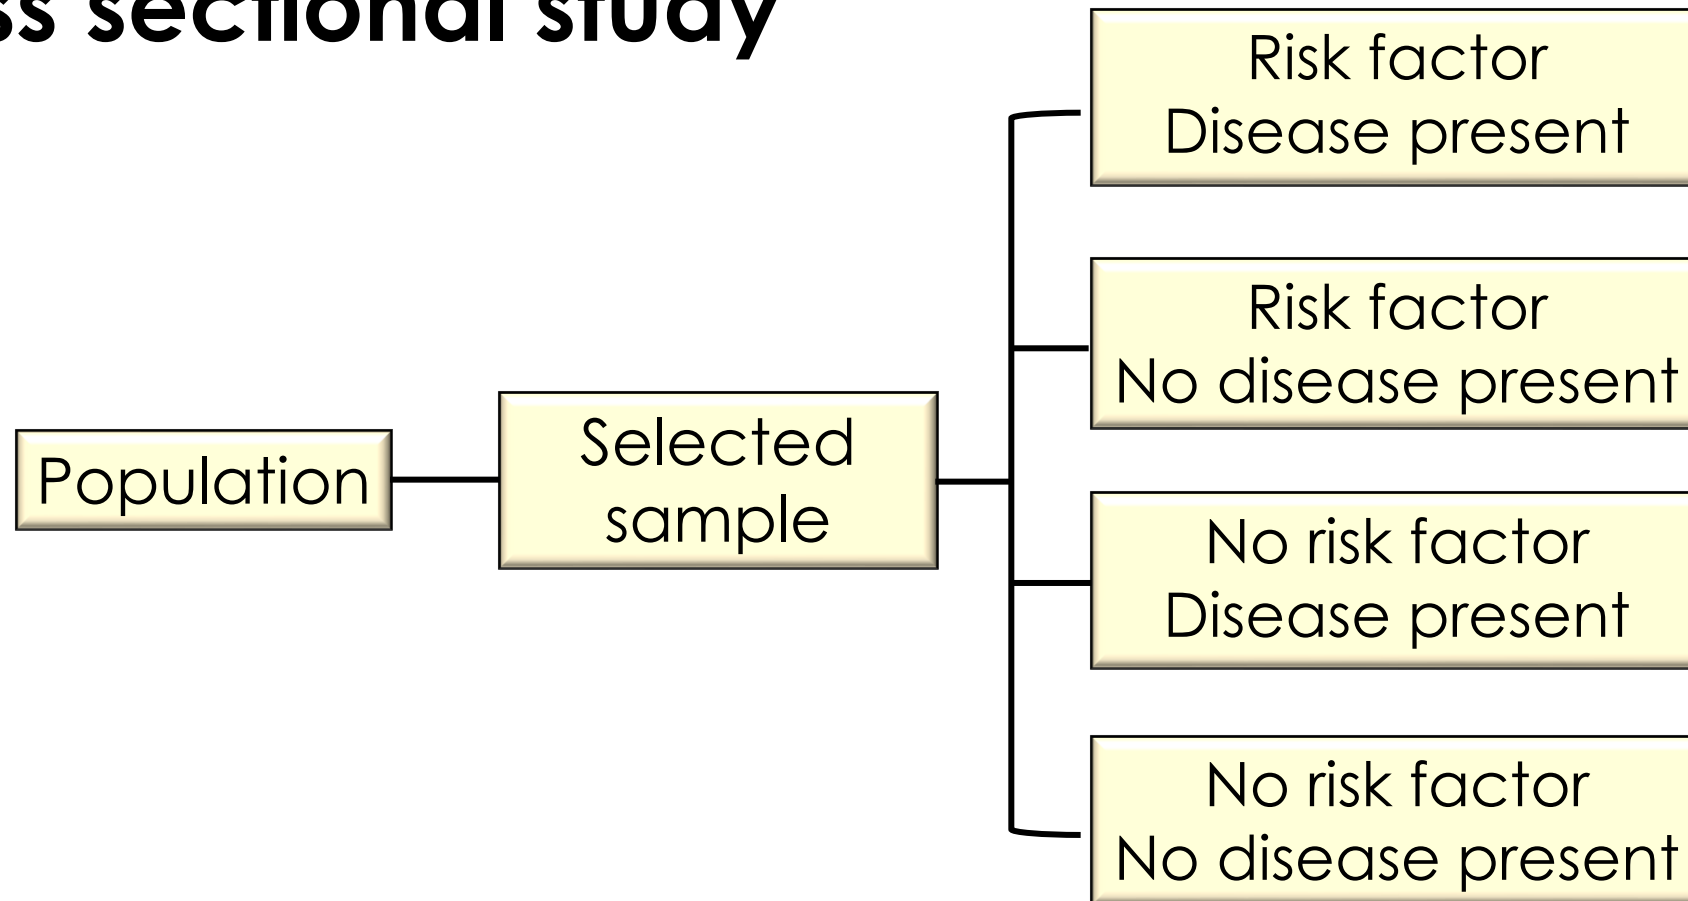 ss sectional study
Risk factor
Disease present
Risk factor
No disease present
Population
Selected
sample
No risk factor
Disease present
No risk factor
No disease present